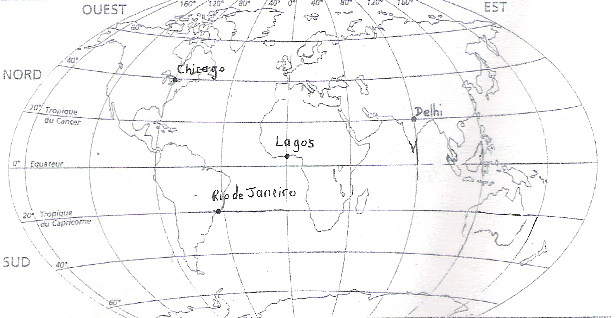 OUEST
EST
160° 120° 80° 40° 0° 40° 80° 120° 160°
60°
NORD
40°
Chicago
20° Tropique
du Cancer
Delhi
Lagos
0° Equateur
Rio de Janeiro
20° Tropique
du Capricorne
SUD
40°
60°